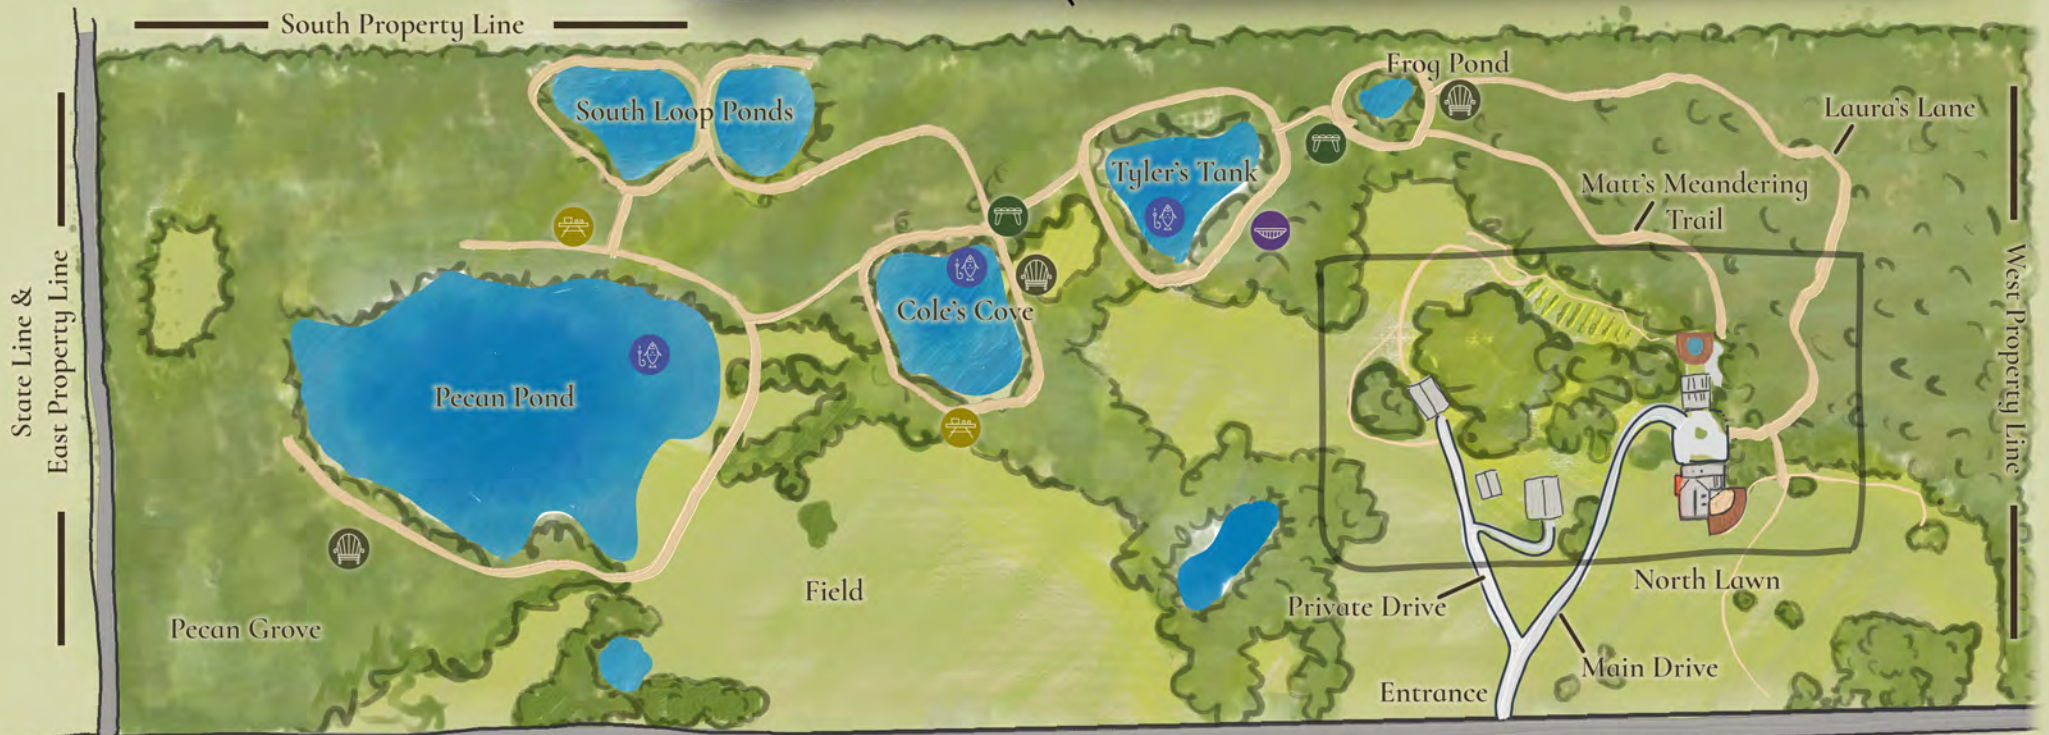 South Property Line
Frog Pond
South Loop Ponds
Laura's Lane
Tyler's Tank
Matt's Meandering
Trail
State Line &
East Property Line
West Property Line
Cole's Cove
Pecan Pond
Field
North Lawn
Private Drive
Pecan Grove
Main Drive
Entrance